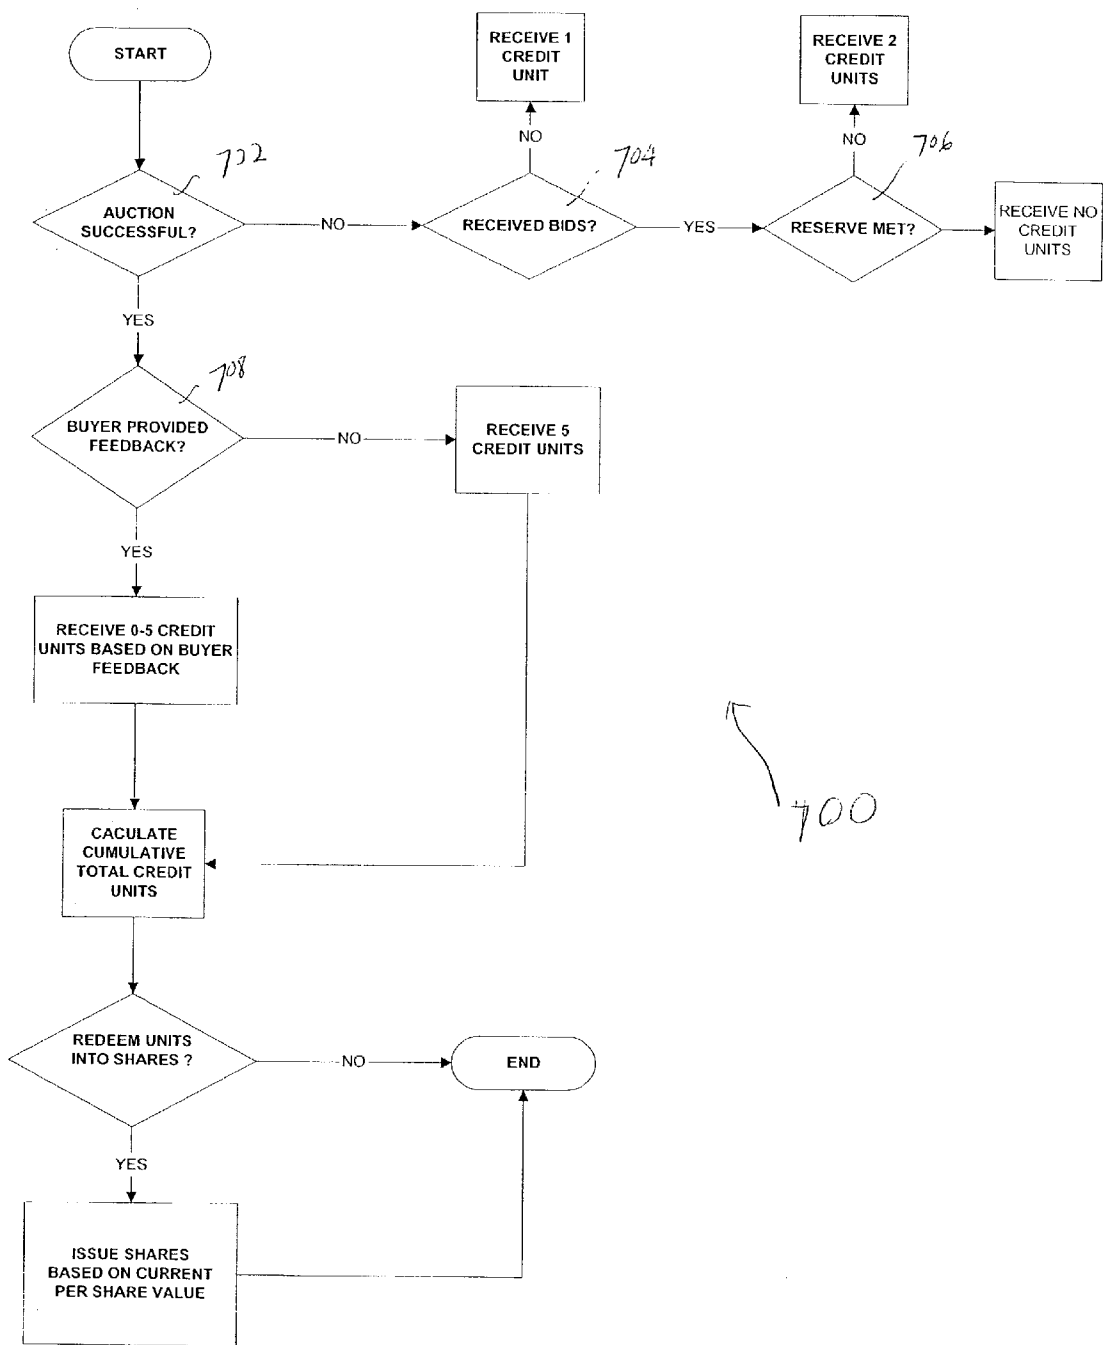 START
RECEIVE 1
CREDIT
UNIT
RECEIVE 2
CREDIT
UNITS
NO
NO
702
704
706
AUCTION
SUCCESSFUL?
NO
RECEIVED BIDS?
YES
RESERVE MET?
RECEIVE NO
CREDIT
UNITS
YES
708
BUYER PROVIDED
FEEDBACK?
NO
RECEIVE 5
CREDIT UNITS
YES
RECEIVE 0-5 CREDIT
UNITS BASED ON BUYER
FEEDBACK
700
CACULATE
CUMULATIVE
TOTAL CREDIT
UNITS
REDEEM UNITS
INTO SHARES ?
NO
END
YES
ISSUE SHARES
BASED ON CURRENT
PER SHARE VALUE